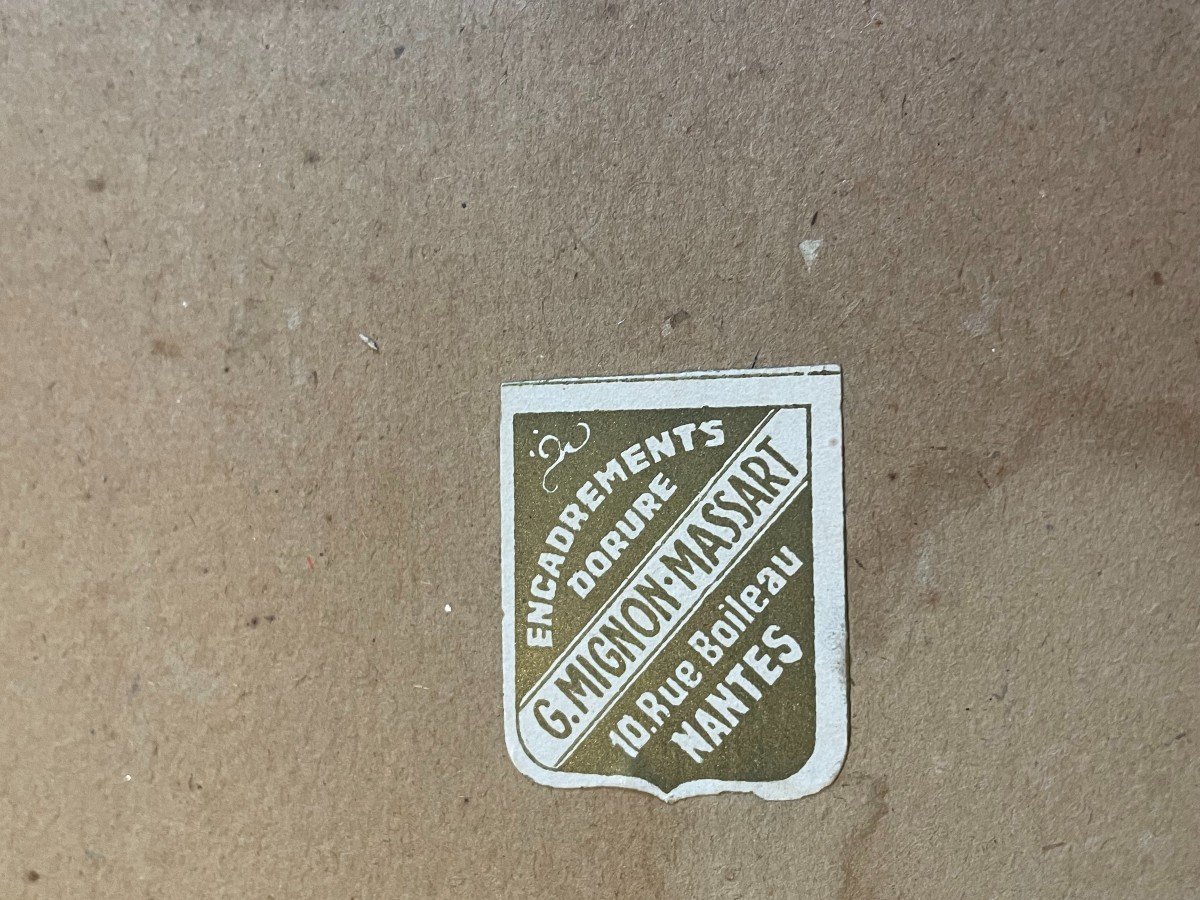 ENCADREMENTS
DORURE
G. MIGNON·MASSART
10. Rue Boileau
NANTES